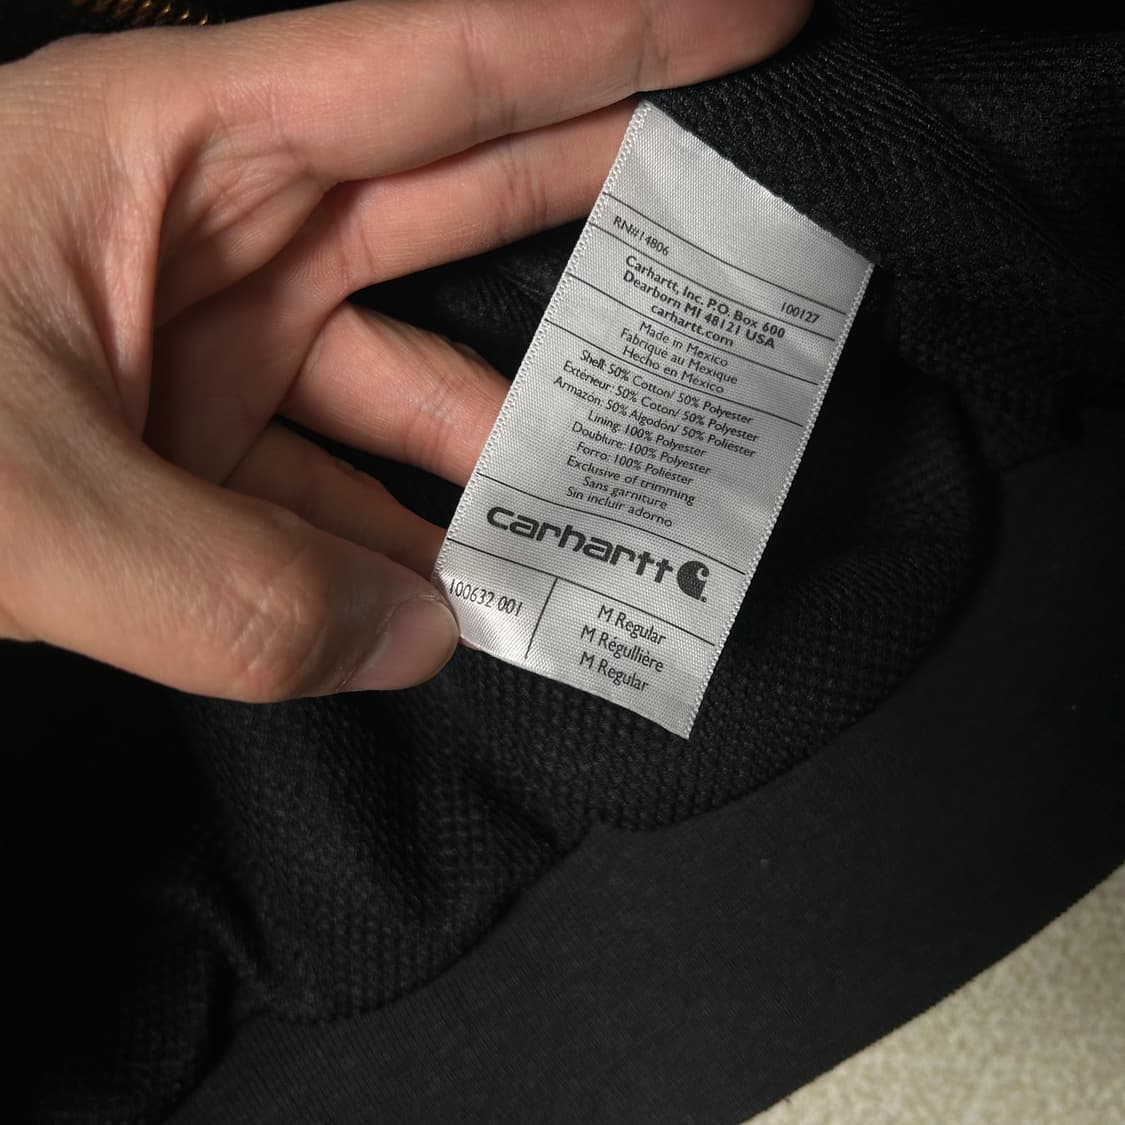 RN#14806
100127
Carhartt, Inc. P.O. Box 600
Dearborn MI 48121 USA
carhartt.com
Made in Mexico
Fabriqué au Mexique
Hecho en México
Shell: 50% Cotton/ 50% Polyester
Extérieur: 50% Coton/ 50% Polyester
Armazon: 50% Algodón/ 50% Poliéster
Lining: 100% Polyester
Doublure: 100% Polyester
Forro: 100% Poliéster
Exclusive of trimming
Sans garniture
Sin incluir adorno
carhartt
100632 001
M Regular
M Régullière
M Regular